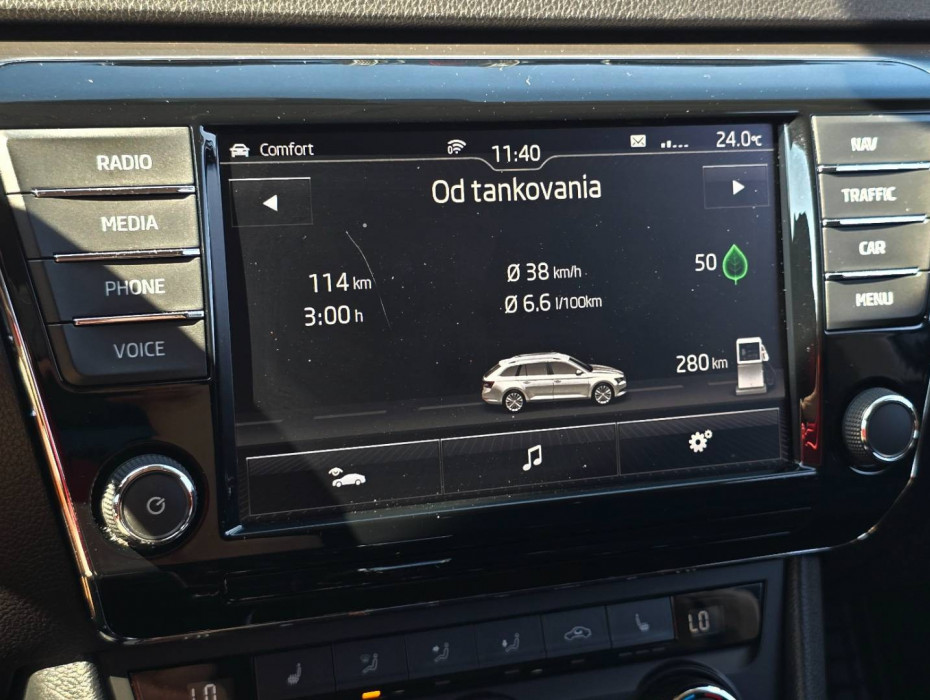 Comfort 11:40 24.0°C
Od tankovania
RADIO
MEDIA
PHONE
VOICE
114 km
3:00 h
Ø 38 km/h
Ø 6.6 l/100km
50
280 km
NAV
TRAFFIC
CAR
MENU
LO
LO